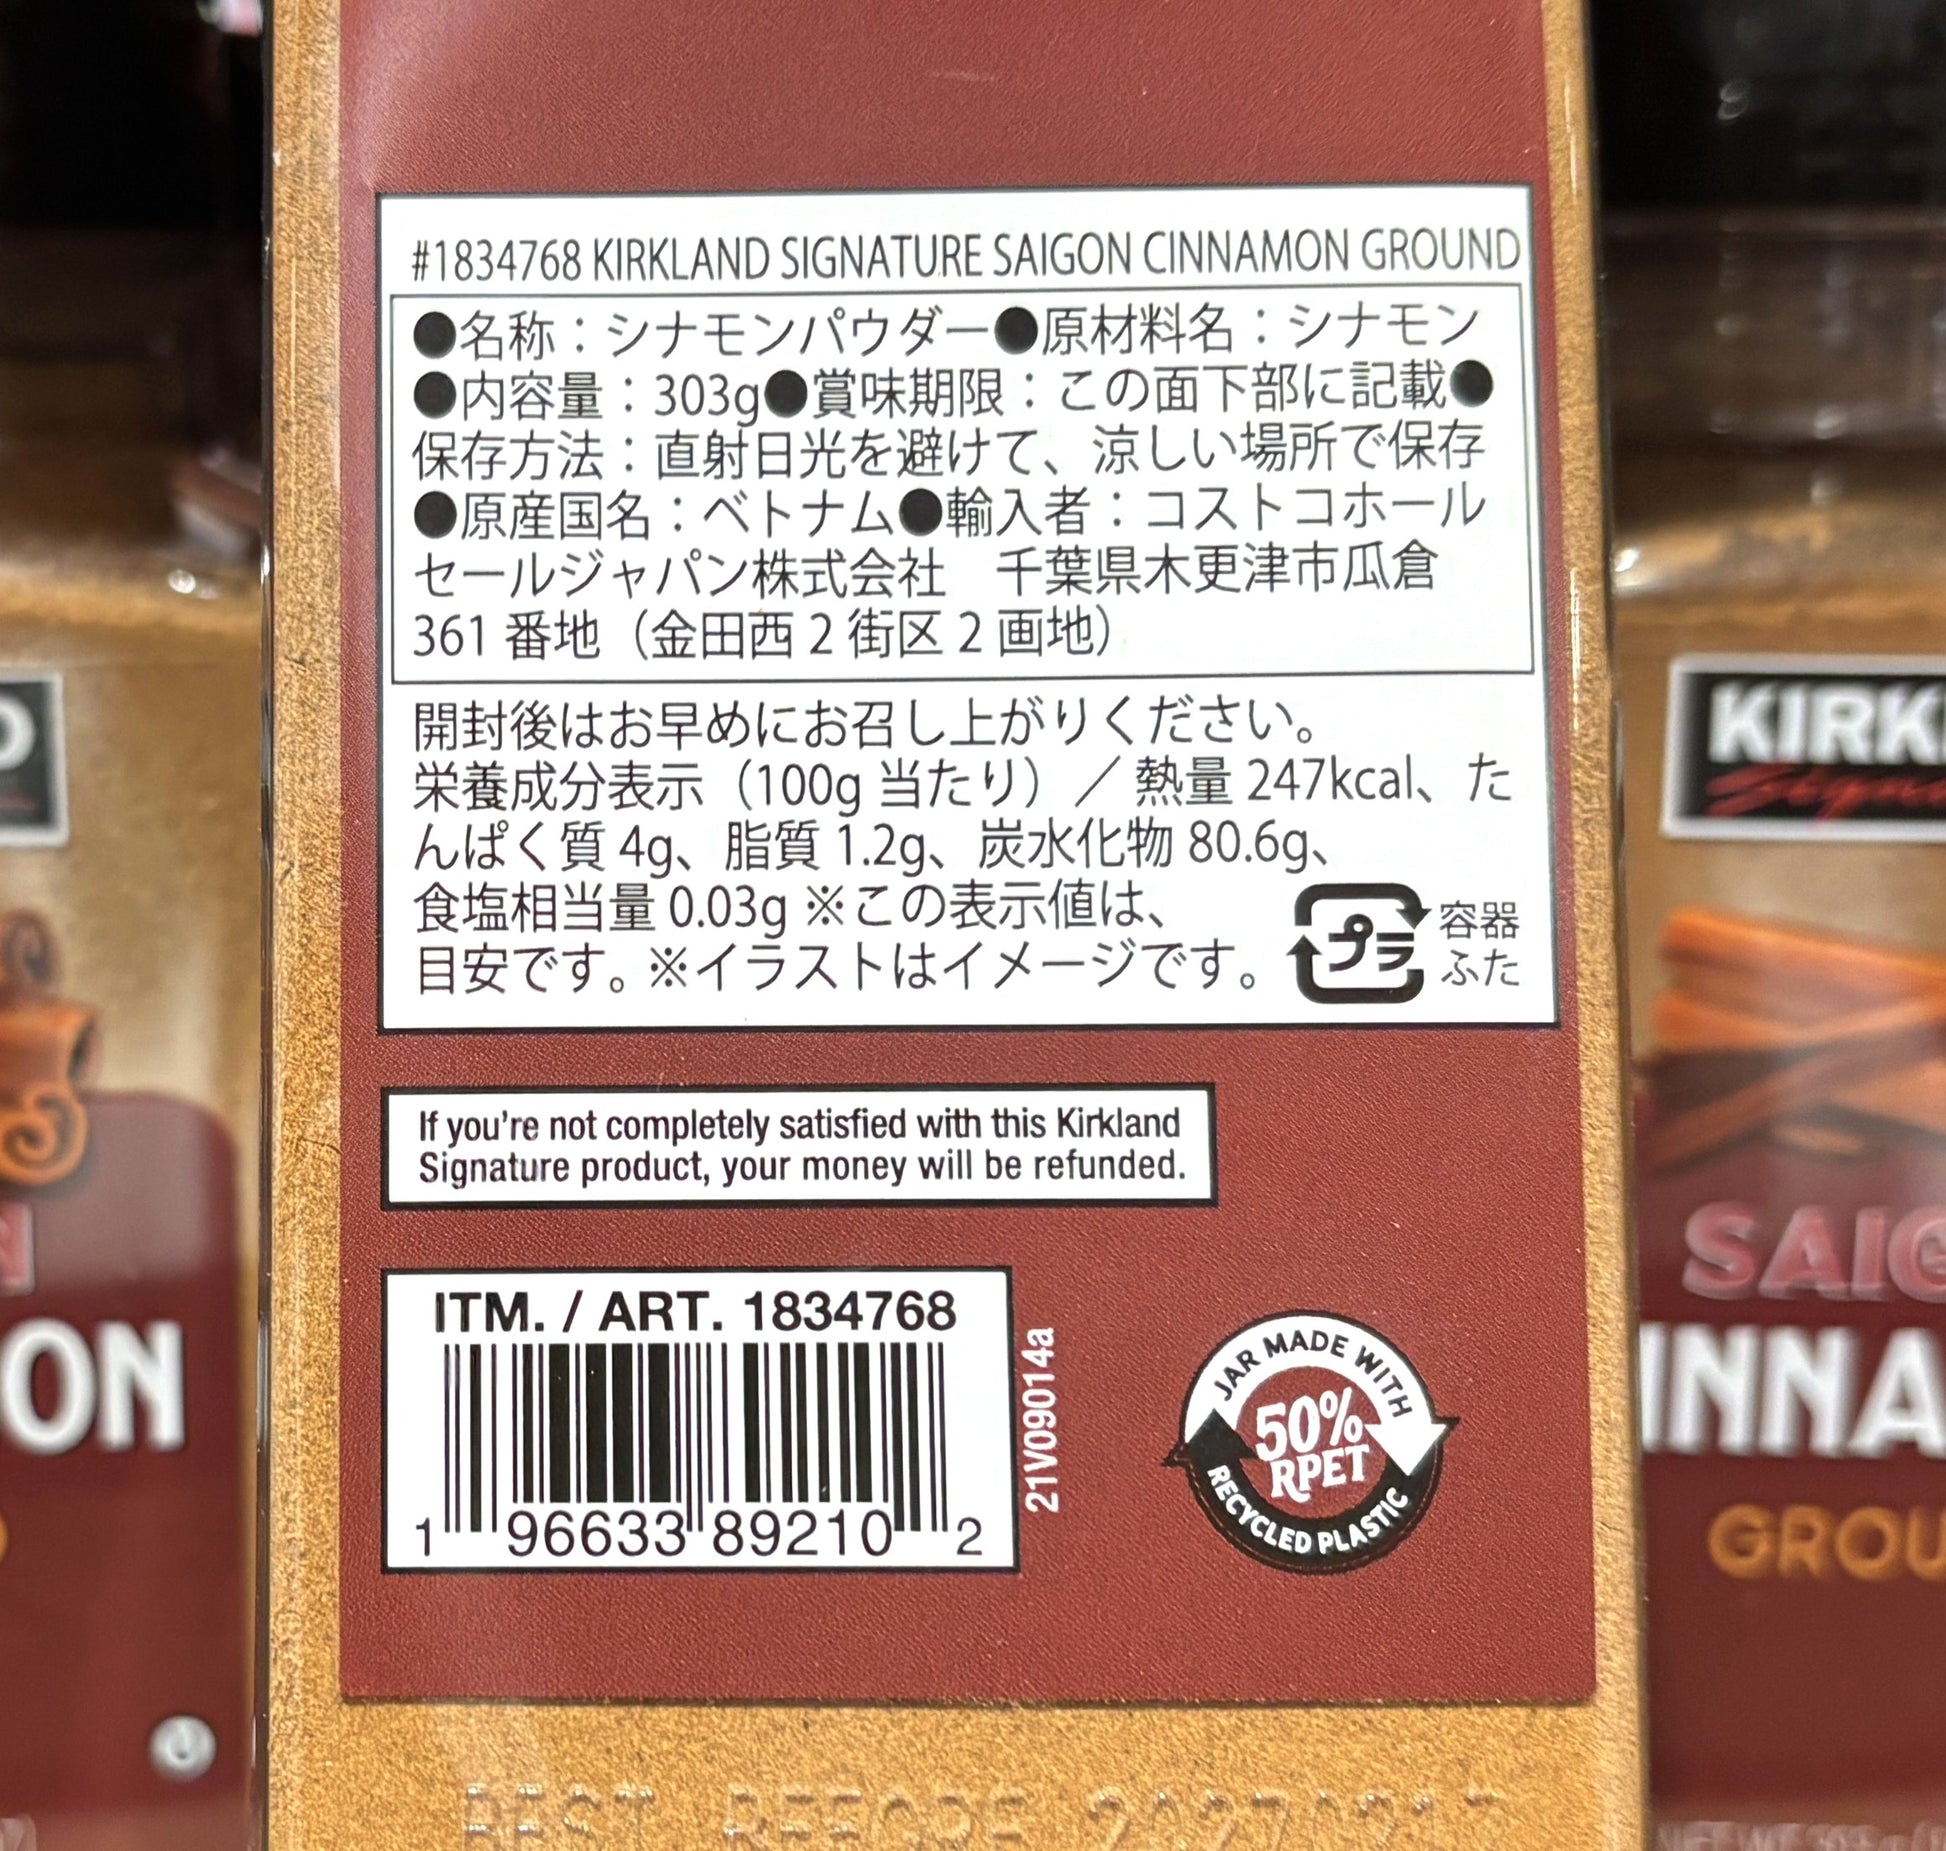 #1834768 KIRKLAND SIGNATURE SAIGON CINNAMON GROUND
●名称：シナモンパウダー●原材料名：シナモン
●内容量：303g●賞味期限：この面下部に記載●
保存方法：直射日光を避けて、涼しい場所で保存
●原産国名：ベトナム●輸入者：コストコホール
セールジャパン株式会社　千葉県木更津市瓜倉
361 番地（金田西 2 街区 2 画地）
開封後はお早めにお召し上がりください。
栄養成分表示（100g 当たり）／熱量 247kcal、た
んぱく質 4g、脂質 1.2g、炭水化物 80.6g、
食塩相当量 0.03g ※この表示値は、
目安です。※イラストはイメージです。
プラ
容器
ふた
If you're not completely satisfied with this Kirkland
Signature product, your money will be refunded.
ITM. / ART. 1834768
1 96633 89210 2
21V09014a
JAR MADE WITH
50%
RPET
RECYCLED PLASTIC
BEST BEFORE
KIRK
SAIG
INNA
GROU
ON